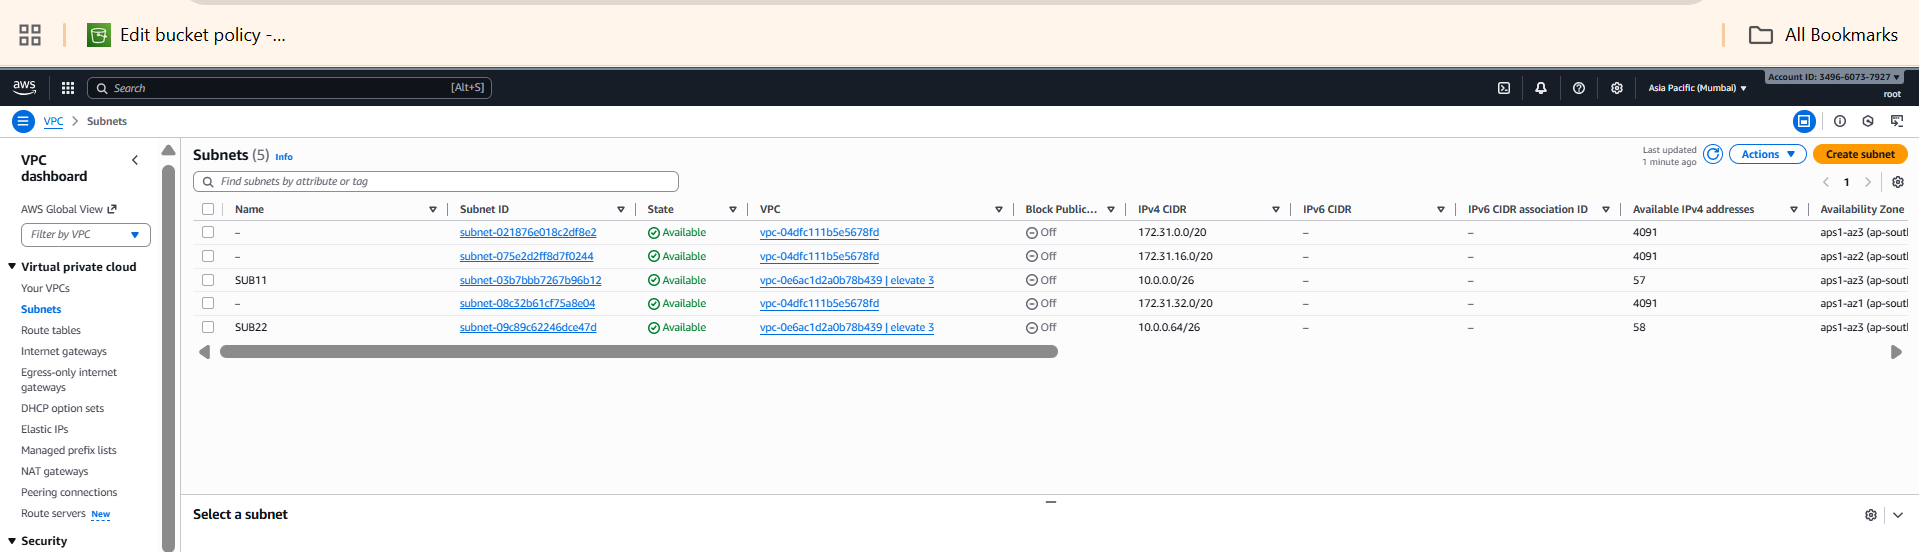 Edit bucket policy -...
All Bookmarks
aws
Search
[Alt+S]
Asia Pacific (Mumbai)
Account ID: 3496-6073-7927
root
VPC > Subnets
VPC dashboard
AWS Global View
Filter by VPC
Virtual private cloud
Your VPCs
Subnets
Route tables
Internet gateways
Egress-only internet
gateways
DHCP option sets
Elastic IPs
Managed prefix lists
NAT gateways
Peering connections
Route servers New
Security
Subnets (5) Info
Last updated
1 minute ago
Actions
Create subnet
Find subnets by attribute or tag
1
Name Subnet ID State VPC Block Public... IPv4 CIDR IPv6 CIDR IPv6 CIDR association ID Available IPv4 addresses Availability Zone
– subnet-021876e018c2df8e2 Available vpc-04dfc111b5e5678fd Off 172.31.0.0/20 – – 4091 aps1-az3 (ap-sout
– subnet-075e2d2ff8d7f0244 Available vpc-04dfc111b5e5678fd Off 172.31.16.0/20 – – 4091 aps1-az2 (ap-sout
SUB11 subnet-03b7bbb7267b96b12 Available vpc-0e6ac1d2a0b78b439 | elevate 3 Off 10.0.0.0/26 – – 57 aps1-az3 (ap-sout
– subnet-08c32b61cf75a8e04 Available vpc-04dfc111b5e5678fd Off 172.31.32.0/20 – – 4091 aps1-az1 (ap-sout
SUB22 subnet-09c89c62246dce47d Available vpc-0e6ac1d2a0b78b439 | elevate 3 Off 10.0.0.64/26 – – 58 aps1-az3 (ap-sout
Select a subnet